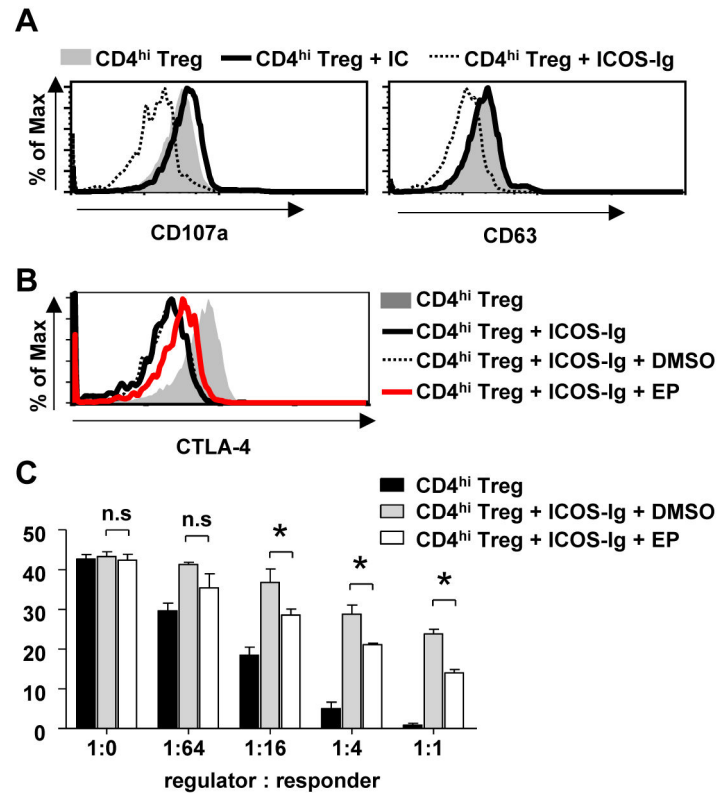 A
CD4hi Treg CD4hi Treg + IC CD4hi Treg + ICOS-Ig
% of Max
CD107a
CD63
B
% of Max
CTLA-4
CD4hi Treg
CD4hi Treg + ICOS-Ig
CD4hi Treg + ICOS-Ig + DMSO
CD4hi Treg + ICOS-Ig + EP
C
CD4hi Treg
CD4hi Treg + ICOS-Ig + DMSO
CD4hi Treg + ICOS-Ig + EP
n.s n.s * * *
50
40
30
20
10
0
1:0 1:64 1:16 1:4 1:1
regulator : responder